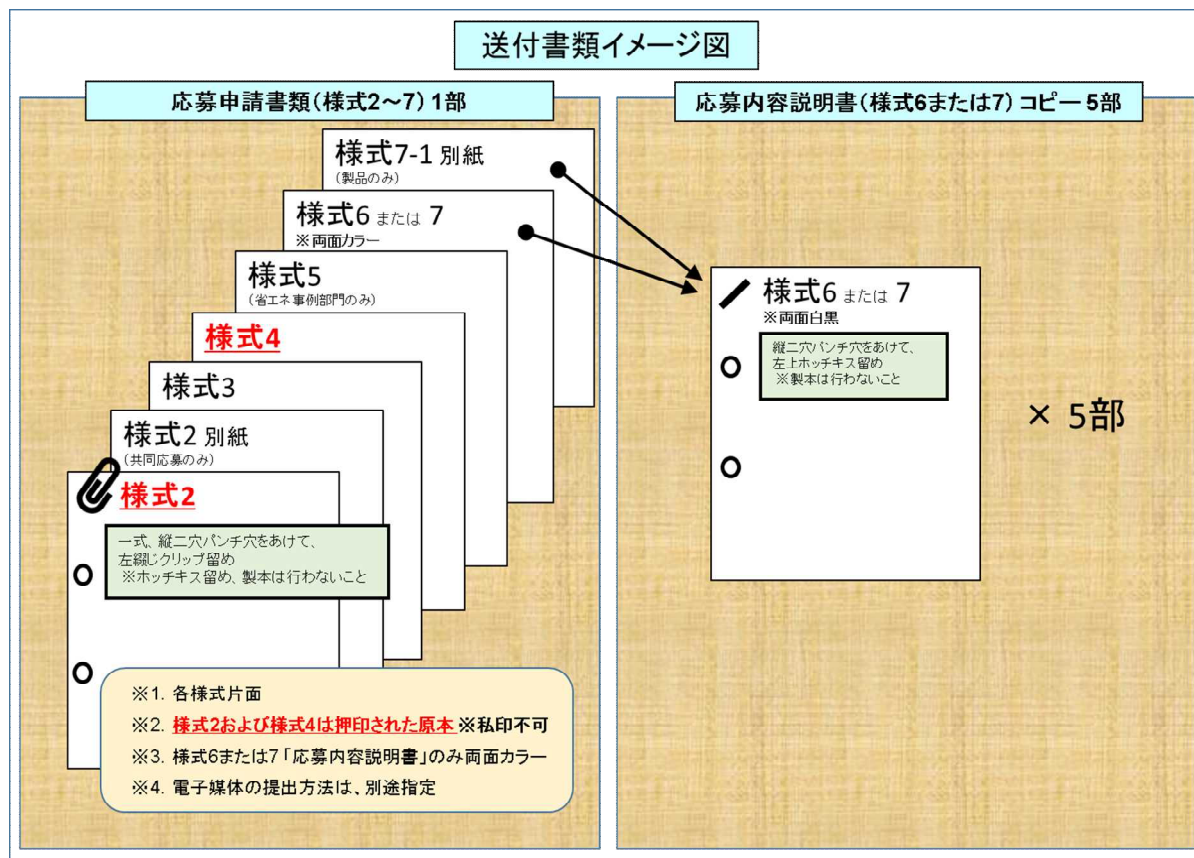 送付書類イメージ図
応募申請書類(様式2～7) 1部
様式7-1 別紙
(製品のみ)
様式6 または 7
※両面カラー
様式5
(省エネ事例部門のみ)
様式4
様式3
様式2 別紙
(共同応募のみ)
様式2
一式、縦二穴パンチ穴をあけて、
左綴じクリップ留め
※ホッチキス留め、製本は行わないこと
※1. 各様式片面
※2. 様式2および様式4は押印された原本 ※私印不可
※3. 様式6または7「応募内容説明書」のみ両面カラー
※4. 電子媒体の提出方法は、別途指定
応募内容説明書(様式6または7) コピー 5部
様式6 または 7
※両面白黒
縦二穴パンチ穴をあけて、
左上ホッチキス留め
※製本は行わないこと
× 5部